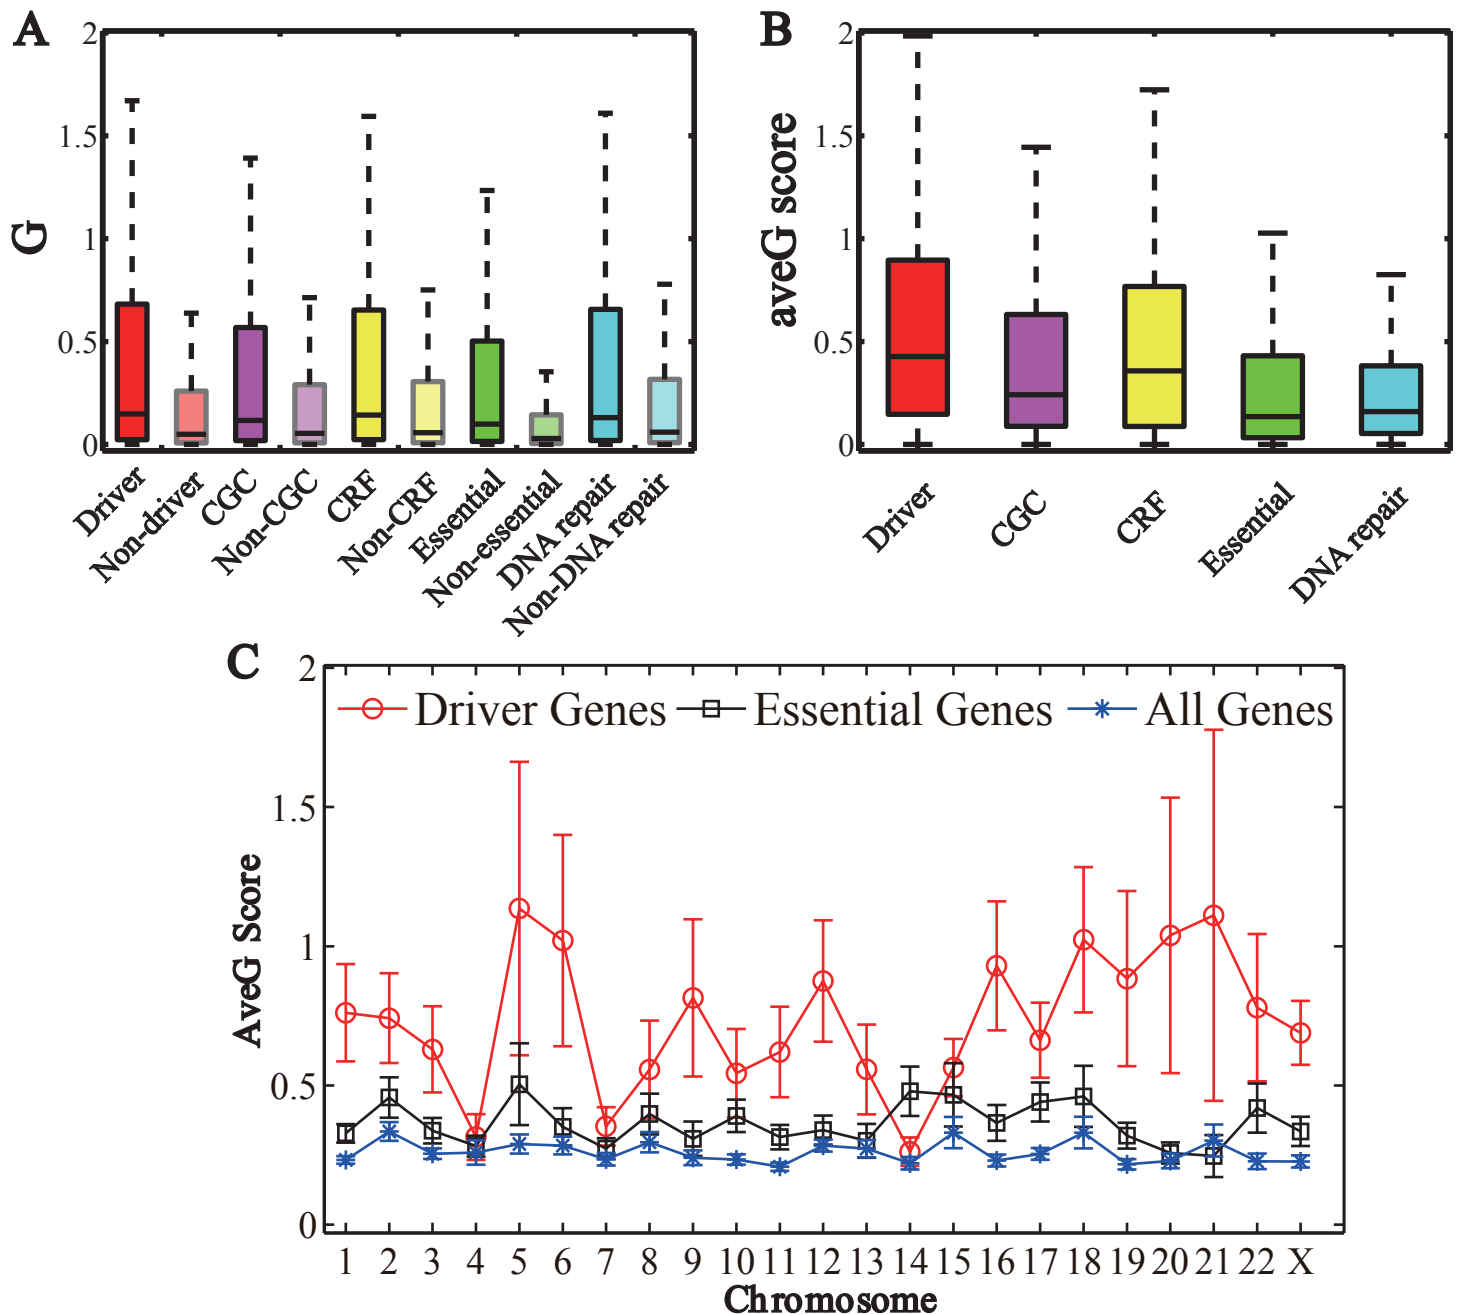 A
2
1.5
1
0.5
0
G
Driver
Non-driver
CGC
Non-CGC
CRF
Non-CRF
Essential
Non-essential
DNA repair
Non-DNA repair
B
2
1.5
1
0.5
0
aveG score
Driver
CGC
CRF
Essential
DNA repair
C
2
1.5
1
0.5
0
AveG Score
Driver Genes Essential Genes All Genes
1 2 3 4 5 6 7 8 9 10 11 12 13 14 15 16 17 18 19 20 21 22 X
Chromosome